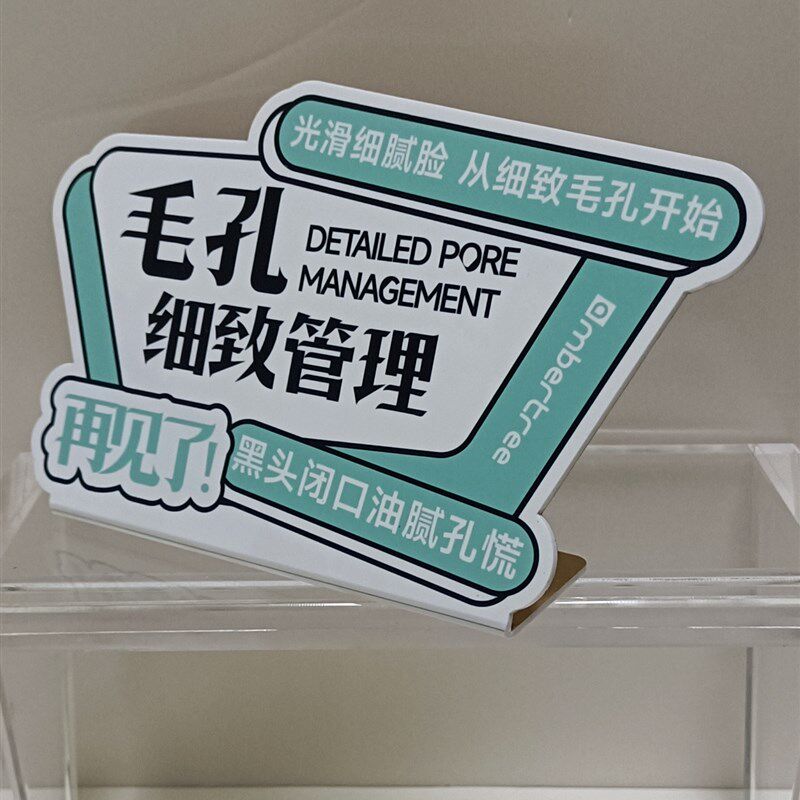 光滑细腻脸 从细致毛孔开始
毛孔
DETAILED PORE
MANAGEMENT
细致管理
ambertree
再见了!
黑头闭口油腻孔慌